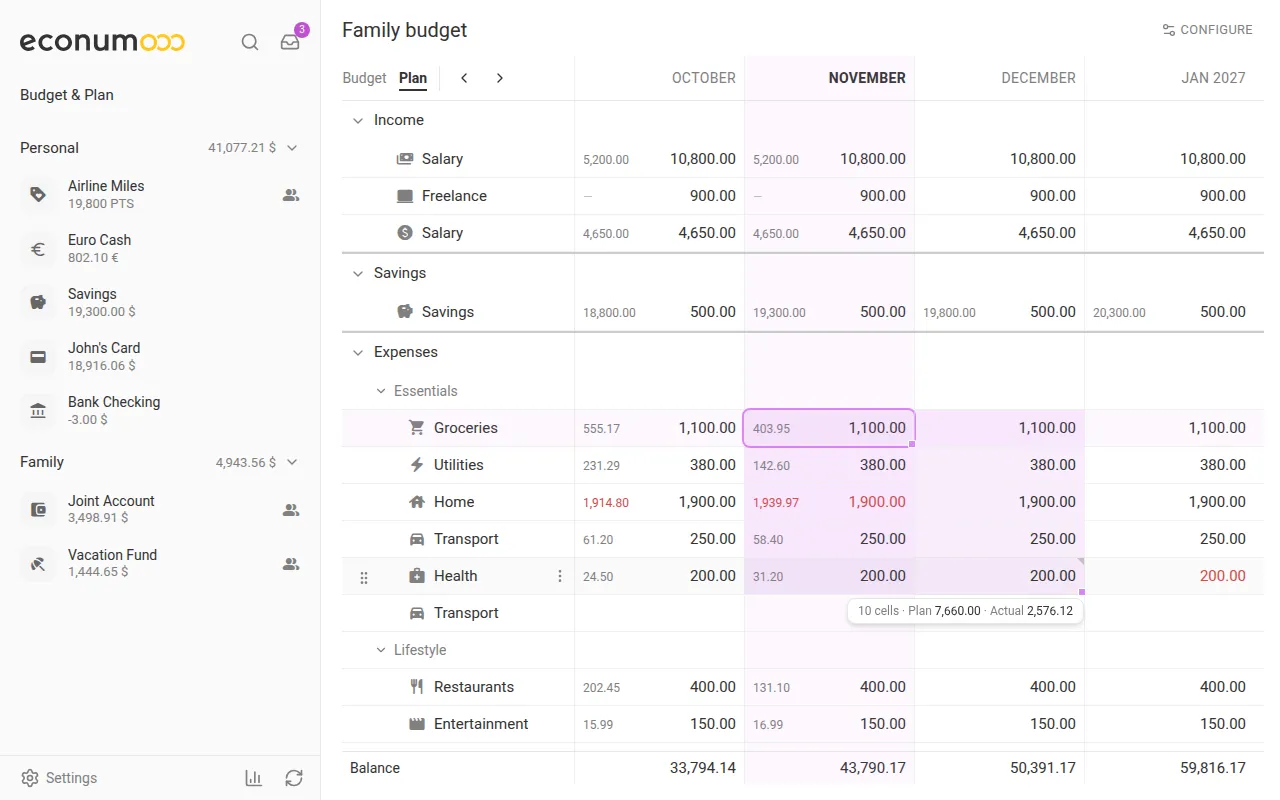 econumo
3
Budget & Plan
Personal 41,077.21 $
Airline Miles
19,800 PTS
Euro Cash
802.10 €
Savings
19,300.00 $
John's Card
18,916.06 $
Bank Checking
-3.00 $
Family 4,943.56 $
Joint Account
3,498.91 $
Vacation Fund
1,444.65 $
Settings
Family budget CONFIGURE
Budget Plan OCTOBER NOVEMBER DECEMBER JAN 2027
Income
Salary 5,200.00 10,800.00 5,200.00 10,800.00 10,800.00 10,800.00
Freelance – 900.00 – 900.00 900.00 900.00
Salary 4,650.00 4,650.00 4,650.00 4,650.00 4,650.00 4,650.00
Savings
Savings 18,800.00 500.00 19,300.00 500.00 19,800.00 500.00 20,300.00 500.00
Expenses
Essentials
Groceries 555.17 1,100.00 403.95 1,100.00 1,100.00 1,100.00
Utilities 231.29 380.00 142.60 380.00 380.00 380.00
Home 1,914.80 1,900.00 1,939.97 1,900.00 1,900.00 1,900.00
Transport 61.20 250.00 58.40 250.00 250.00 250.00
Health 24.50 200.00 31.20 200.00 200.00 200.00
10 cells · Plan 7,660.00 · Actual 2,576.12
Transport
Lifestyle
Restaurants 202.45 400.00 131.10 400.00 400.00 400.00
Entertainment 15.99 150.00 16.99 150.00 150.00 150.00
Balance 33,794.14 43,790.17 50,391.17 59,816.17